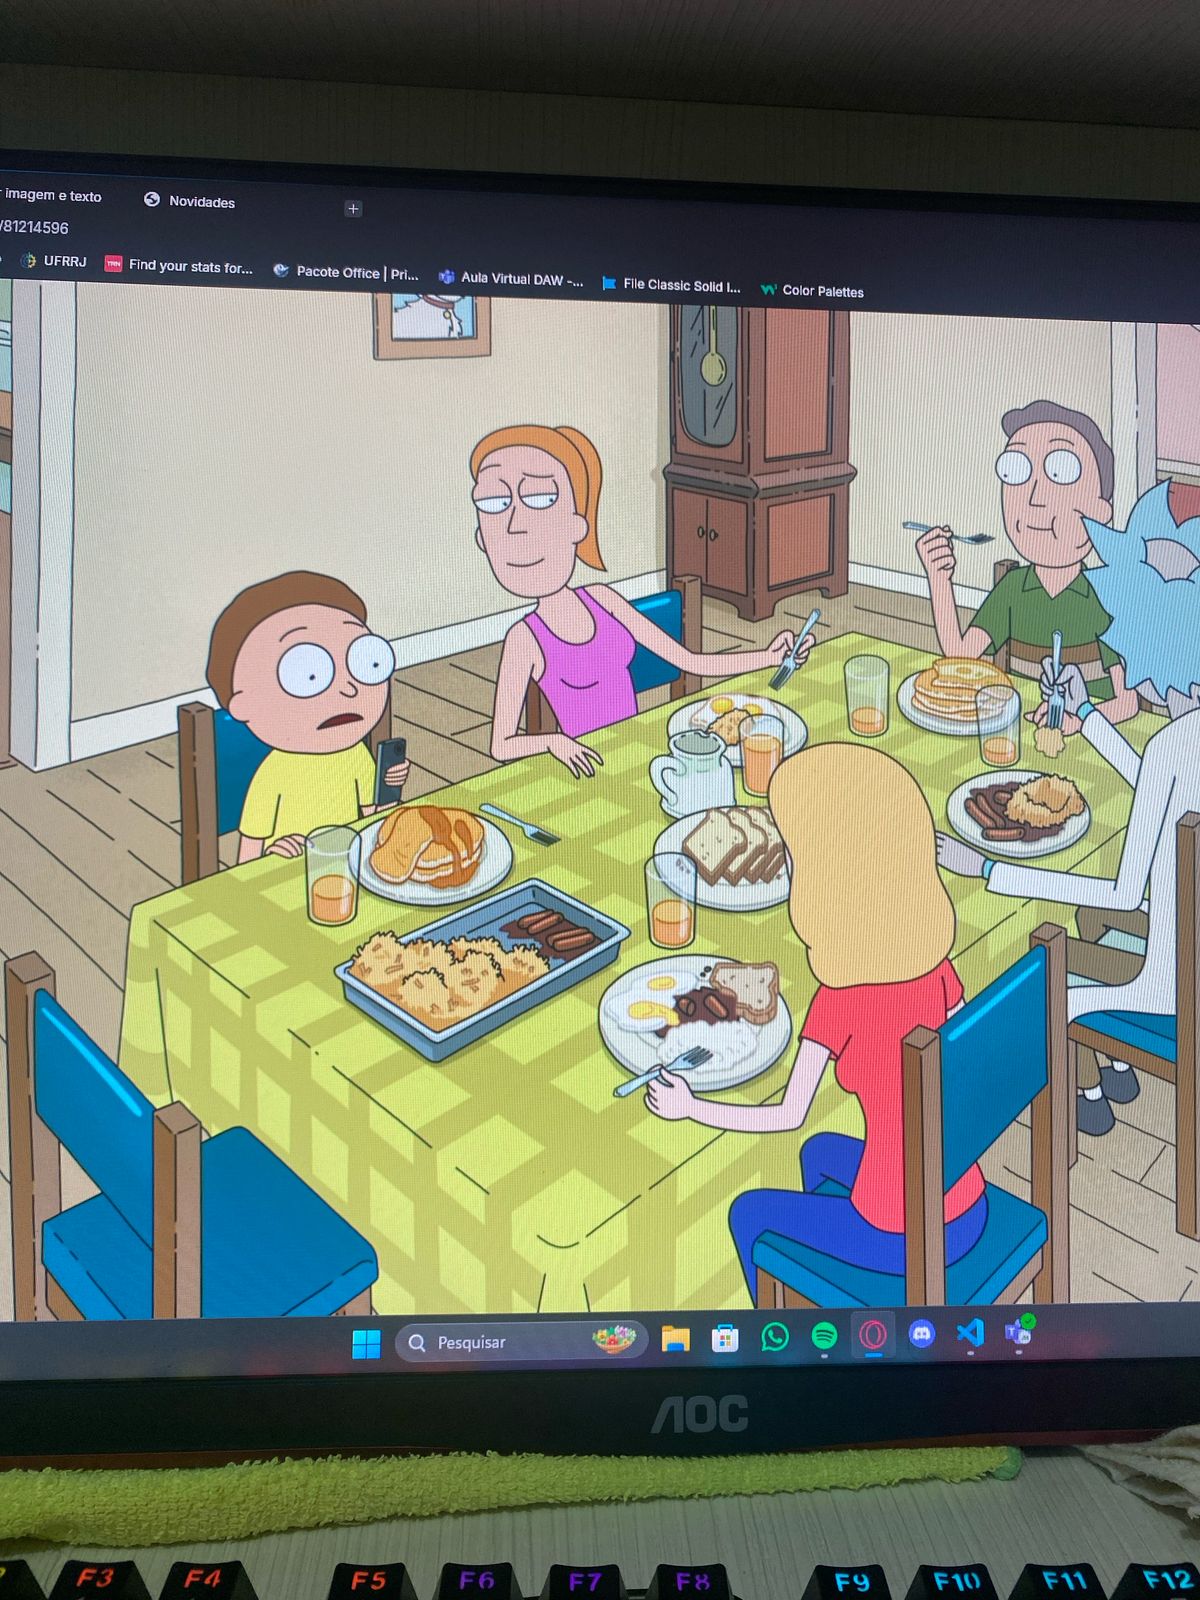 imagem e texto
Novidades
/81214596
UFRRJ
TRN
Find your stats for...
Pacote Office | Pri...
Aula Virtual DAW -...
File Classic Solid I...
Color Palettes
Pesquisar
AOC
F3
F4
F5
F6
F7
F8
F9
F10
F11
F12